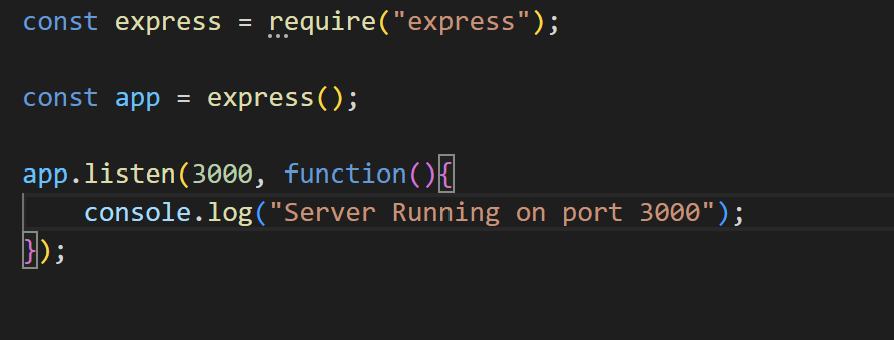 const express = require("express");
const app = express();
app.listen(3000, function(){
    console.log("Server Running on port 3000");
});